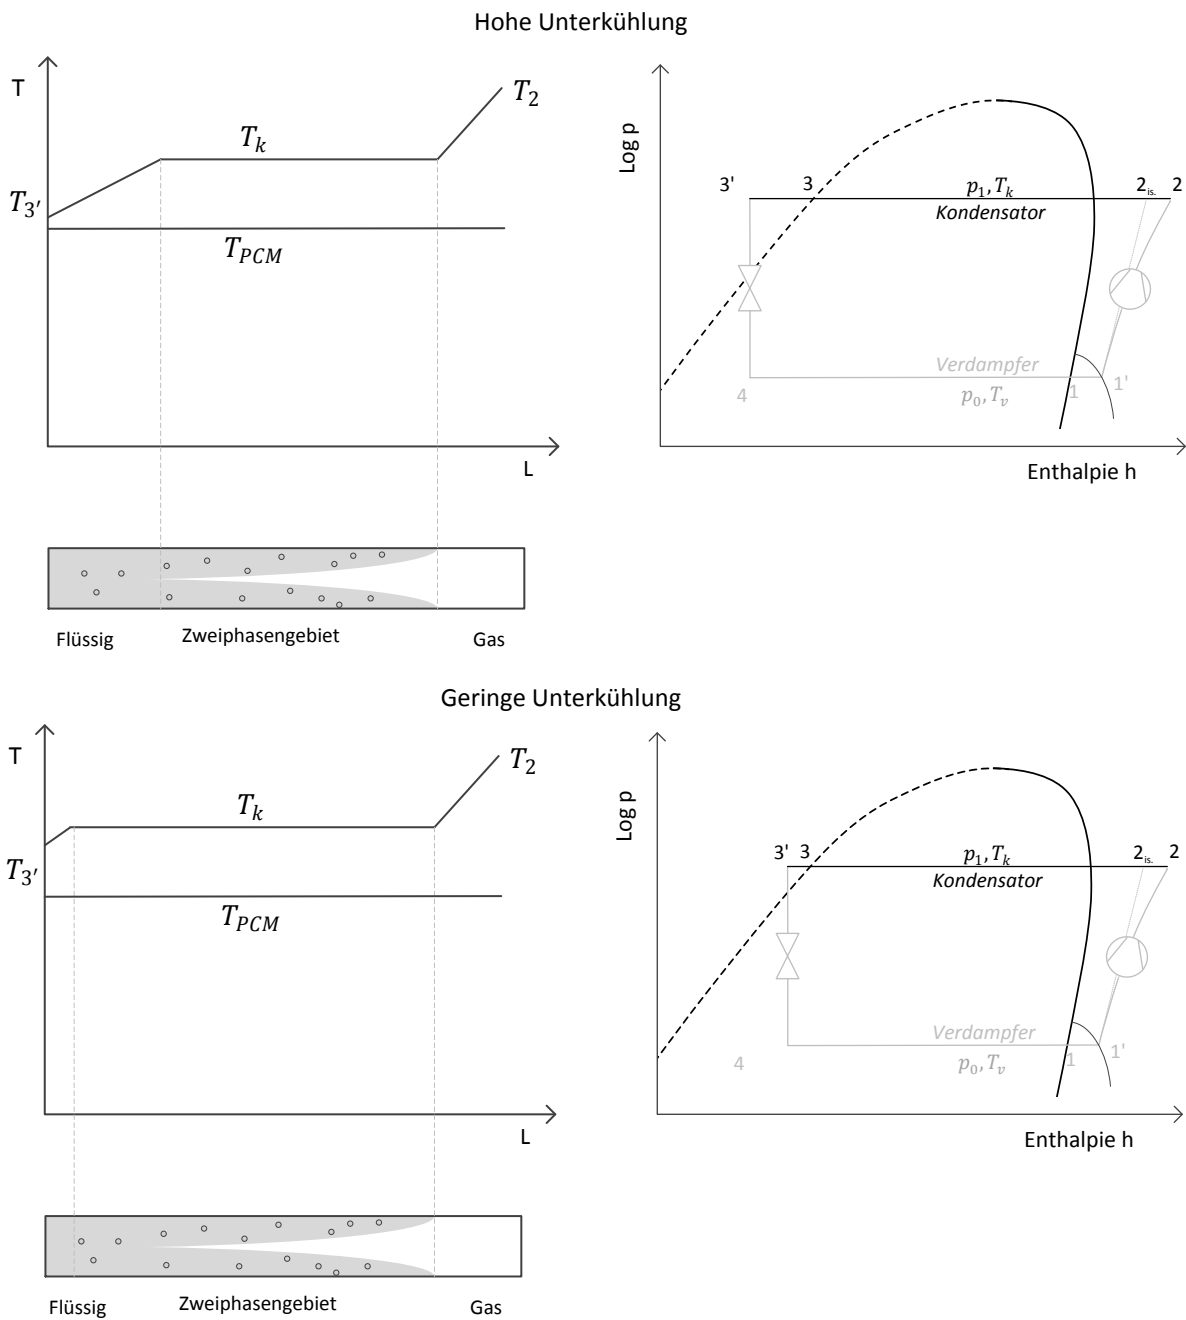 Hohe Unterkühlung
T
T₂
Tₖ
T₃'
T_PCM
L
Flüssig
Zweiphasengebiet
Gas
Log p
3'
3
p₁, Tₖ
2is.
2
Kondensator
Verdampfer
4
p₀, Tᵥ
1
1'
Enthalpie h
Geringe Unterkühlung
T
T₂
Tₖ
T₃'
T_PCM
L
Flüssig
Zweiphasengebiet
Gas
Log p
3'
3
p₁, Tₖ
2is.
2
Kondensator
Verdampfer
4
p₀, Tᵥ
1
1'
Enthalpie h